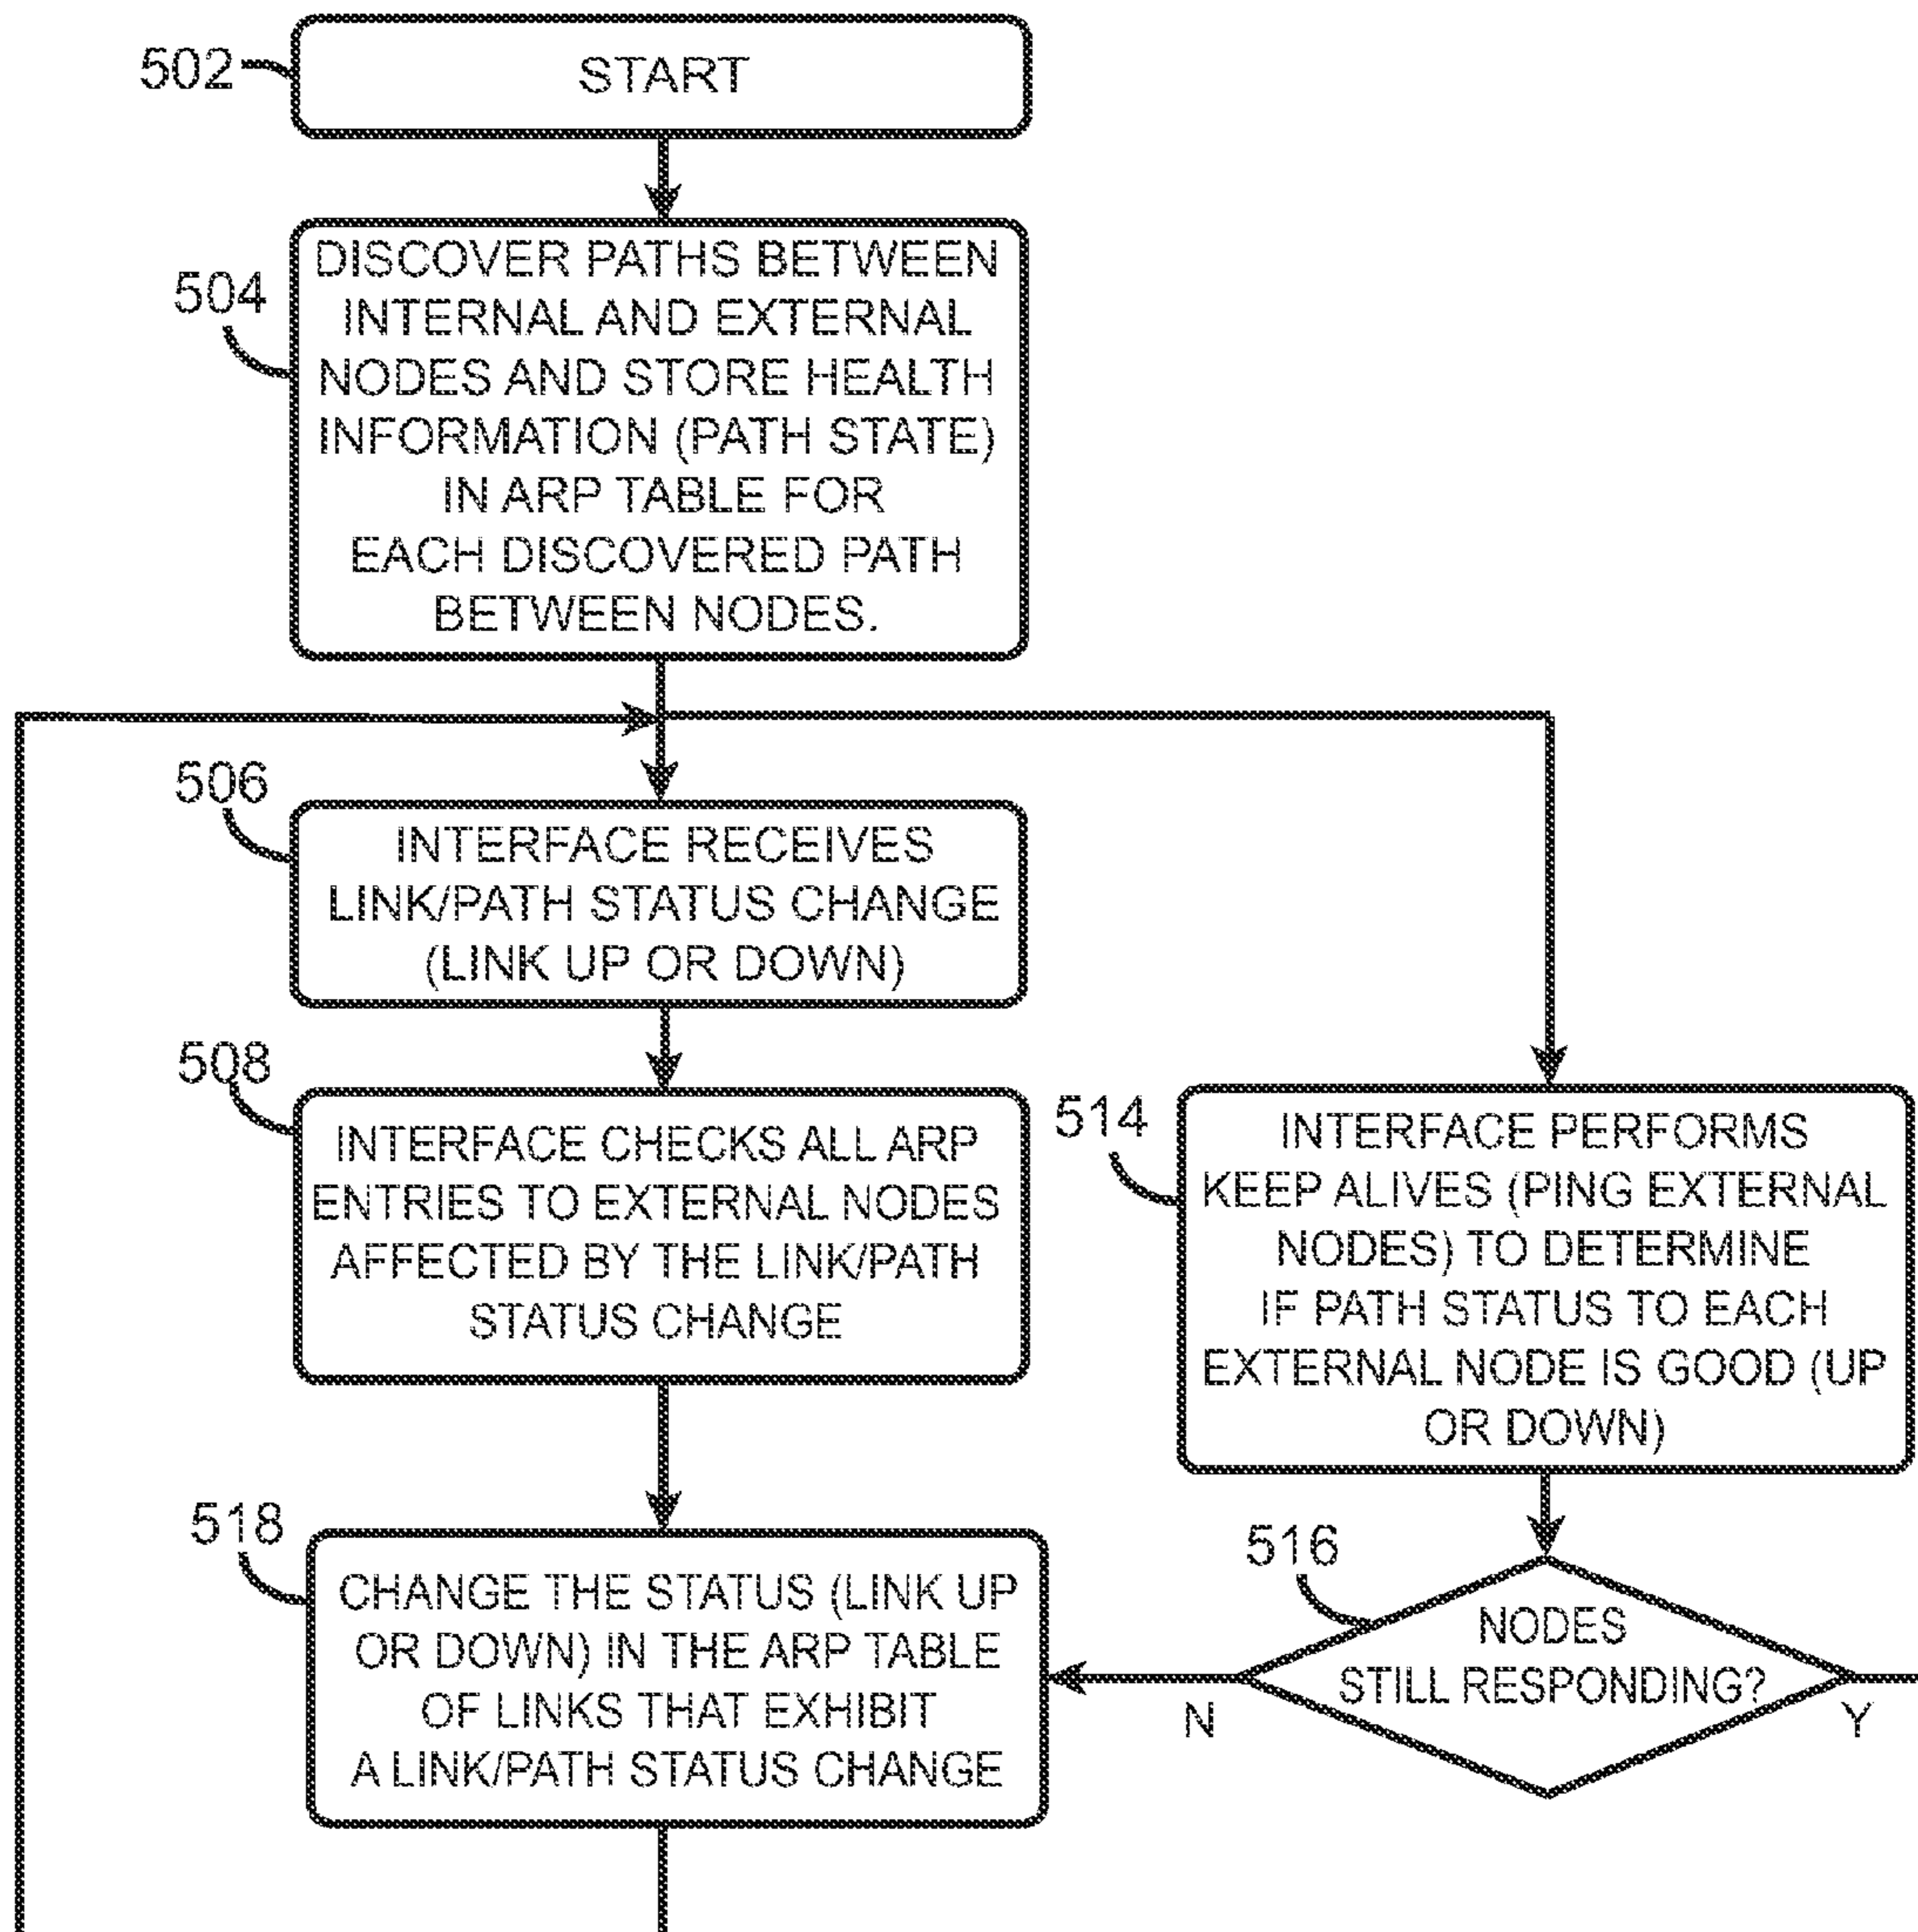 502
START
504
DISCOVER PATHS BETWEEN
INTERNAL AND EXTERNAL
NODES AND STORE HEALTH
INFORMATION (PATH STATE)
IN ARP TABLE FOR
EACH DISCOVERED PATH
BETWEEN NODES.
506
INTERFACE RECEIVES
LINK/PATH STATUS CHANGE
(LINK UP OR DOWN)
508
INTERFACE CHECKS ALL ARP
ENTRIES TO EXTERNAL NODES
AFFECTED BY THE LINK/PATH
STATUS CHANGE
514
INTERFACE PERFORMS
KEEP ALIVES (PING EXTERNAL
NODES) TO DETERMINE
IF PATH STATUS TO EACH
EXTERNAL NODE IS GOOD (UP
OR DOWN)
516
NODES
STILL RESPONDING?
N
Y
518
CHANGE THE STATUS (LINK UP
OR DOWN) IN THE ARP TABLE
OF LINKS THAT EXHIBIT
A LINK/PATH STATUS CHANGE